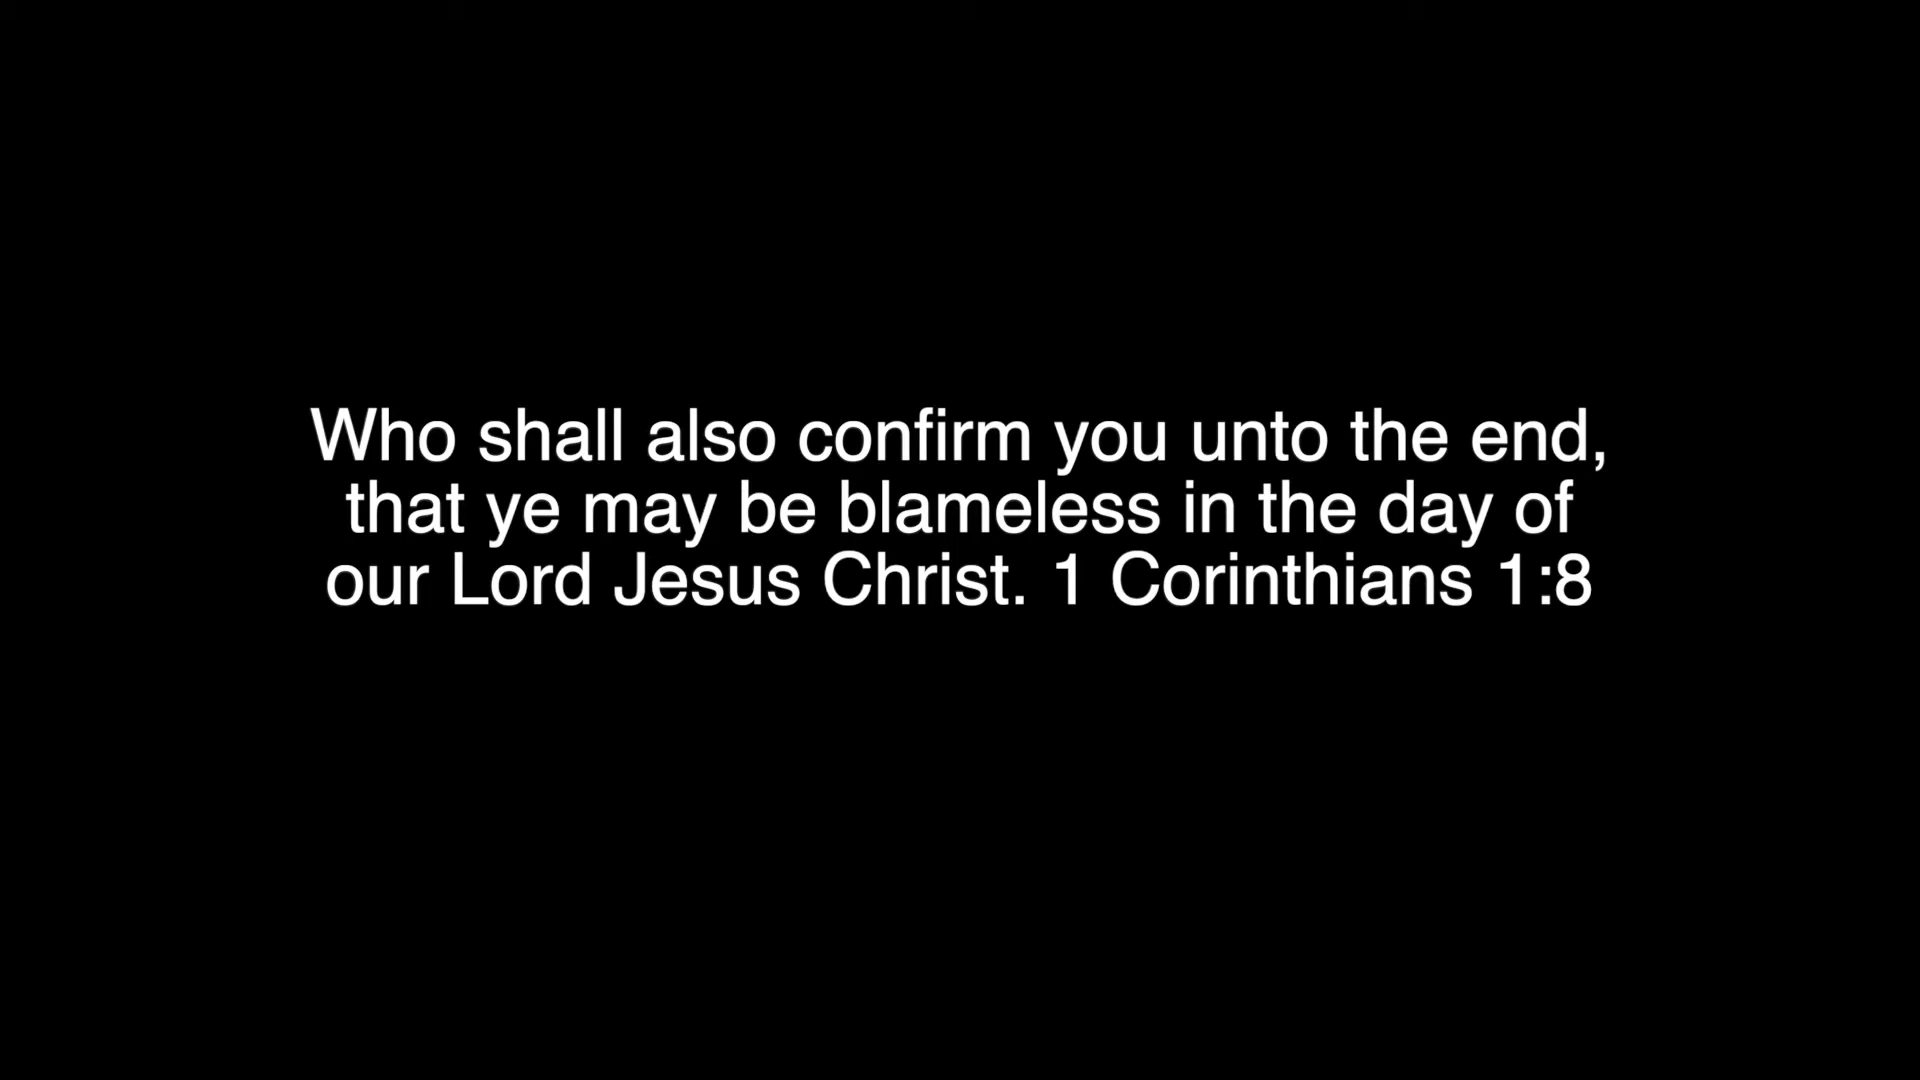 Who shall also confirm you unto the end,
that ye may be blameless in the day of
our Lord Jesus Christ. 1 Corinthians 1:8